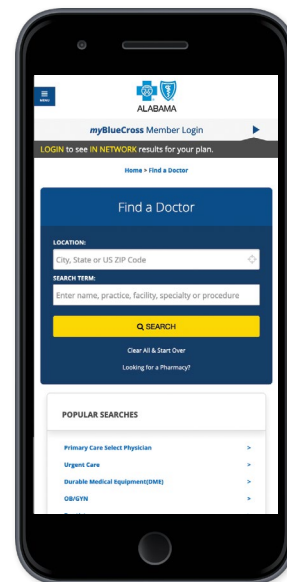 MENU
ALABAMA
myBlueCross Member Login
LOGIN to see IN NETWORK results for your plan.
Home > Find a Doctor
Find a Doctor
LOCATION:
City, State or US ZIP Code
SEARCH TERM:
Enter name, practice, facility, specialty or procedure
SEARCH
Clear All & Start Over
Looking for a Pharmacy?
POPULAR SEARCHES
Primary Care Select Physician >
Urgent Care >
Durable Medical Equipment(DME) >
OB/GYN >